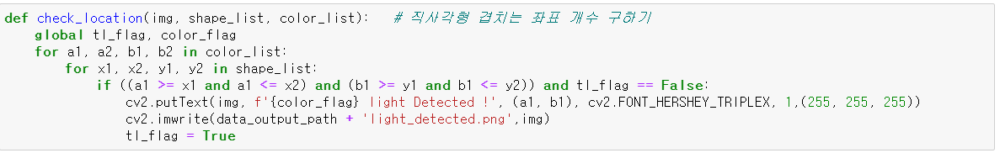 def check_location(img, shape_list, color_list):   # 직사각형 겹치는 좌표 개수 구하기
    global tl_flag, color_flag
    for a1, a2, b1, b2 in color_list:
        for x1, x2, y1, y2 in shape_list:
            if ((a1 >= x1 and a1 <= x2) and (b1 >= y1 and b1 <= y2)) and tl_flag == False:
                cv2.putText(img, f'{color_flag} light Detected !', (a1, b1), cv2.FONT_HERSHEY_TRIPLEX, 1,(255, 255, 255))
                cv2.imwrite(data_output_path + 'light_detected.png',img)
                tl_flag = True